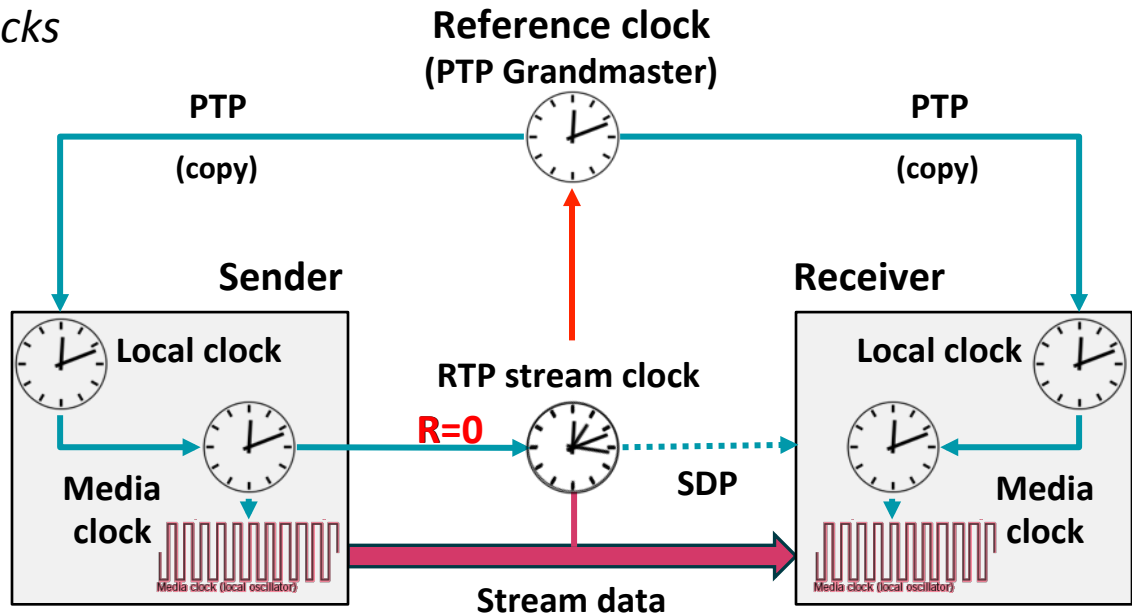 cks
Reference clock
(PTP Grandmaster)
PTP
(copy)
PTP
(copy)
Sender
Receiver
Local clock
Local clock
RTP stream clock
R=0
SDP
Media
clock
Media
clock
Media clock (local oscillator)
Media clock (local oscillator)
Stream data